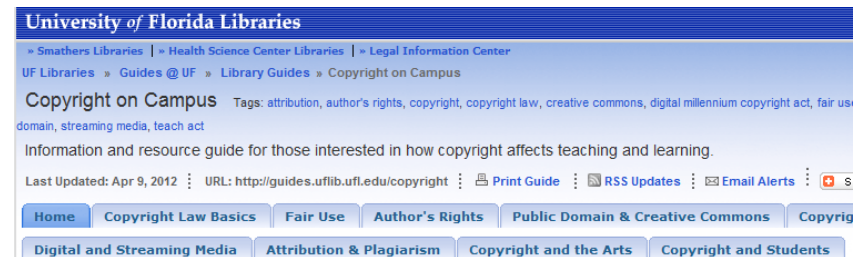 University of Florida Libraries
» Smathers Libraries | » Health Science Center Libraries | » Legal Information Center
UF Libraries » Guides @ UF » Library Guides » Copyright on Campus
Copyright on Campus Tags: attribution, author's rights, copyright, copyright law, creative commons, digital millennium copyright act, fair use
domain, streaming media, teach act
Information and resource guide for those interested in how copyright affects teaching and learning.
Last Updated: Apr 9, 2012 URL: http://guides.uflib.ufl.edu/copyright Print Guide RSS Updates Email Alerts S
Home Copyright Law Basics Fair Use Author's Rights Public Domain & Creative Commons Copyrig
Digital and Streaming Media Attribution & Plagiarism Copyright and the Arts Copyright and Students